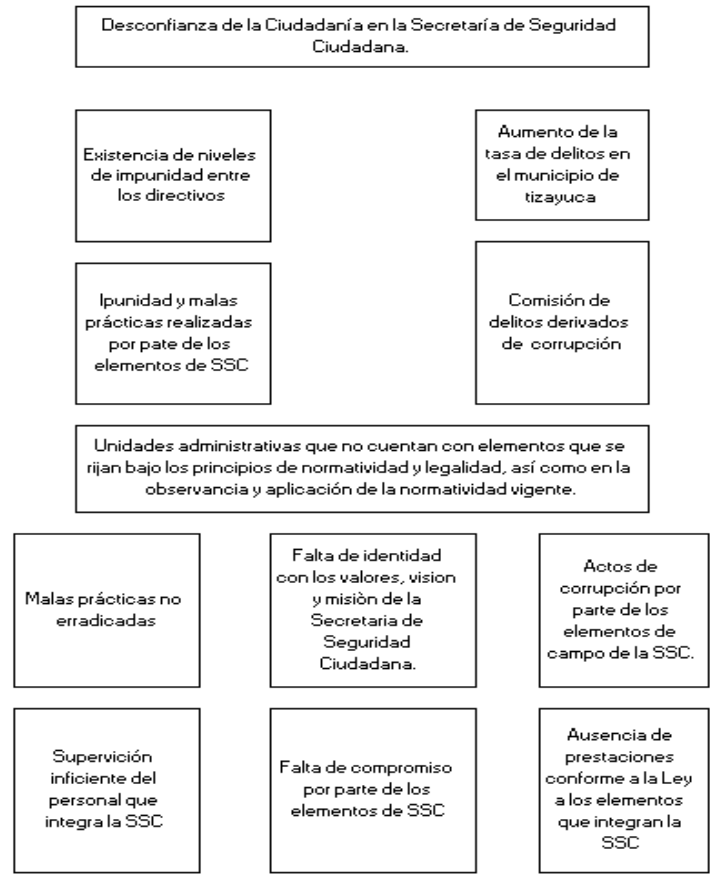 Desconfianza de la Ciudadanía en la Secretaría de Seguridad
Ciudadana.
Existencia de niveles
de impunidad entre
los directivos
Aumento de la
tasa de delitos en
el municipio de
tizayuca
Ipunidad y malas
prácticas realizadas
por pate de los
elementos de SSC
Comisión de
delitos derivados
de corrupción
Unidades administrativas que no cuentan con elementos que se
rijan bajo los principios de normatividad y legalidad, así como en la
observancia y aplicación de la normatividad vigente.
Malas prácticas no
erradicadas
Falta de identidad
con los valores, vision
y misiòn de la
Secretaria de
Seguridad
Ciudadana.
Actos de
corrupción por
parte de los
elementos de
campo de la SSC.
Supervición
inficiente del
personal que
integra la SSC
Falta de compromiso
por parte de los
elementos de SSC
Ausencia de
prestaciones
conforme a la Ley
a los elementos
que integran la
SSC